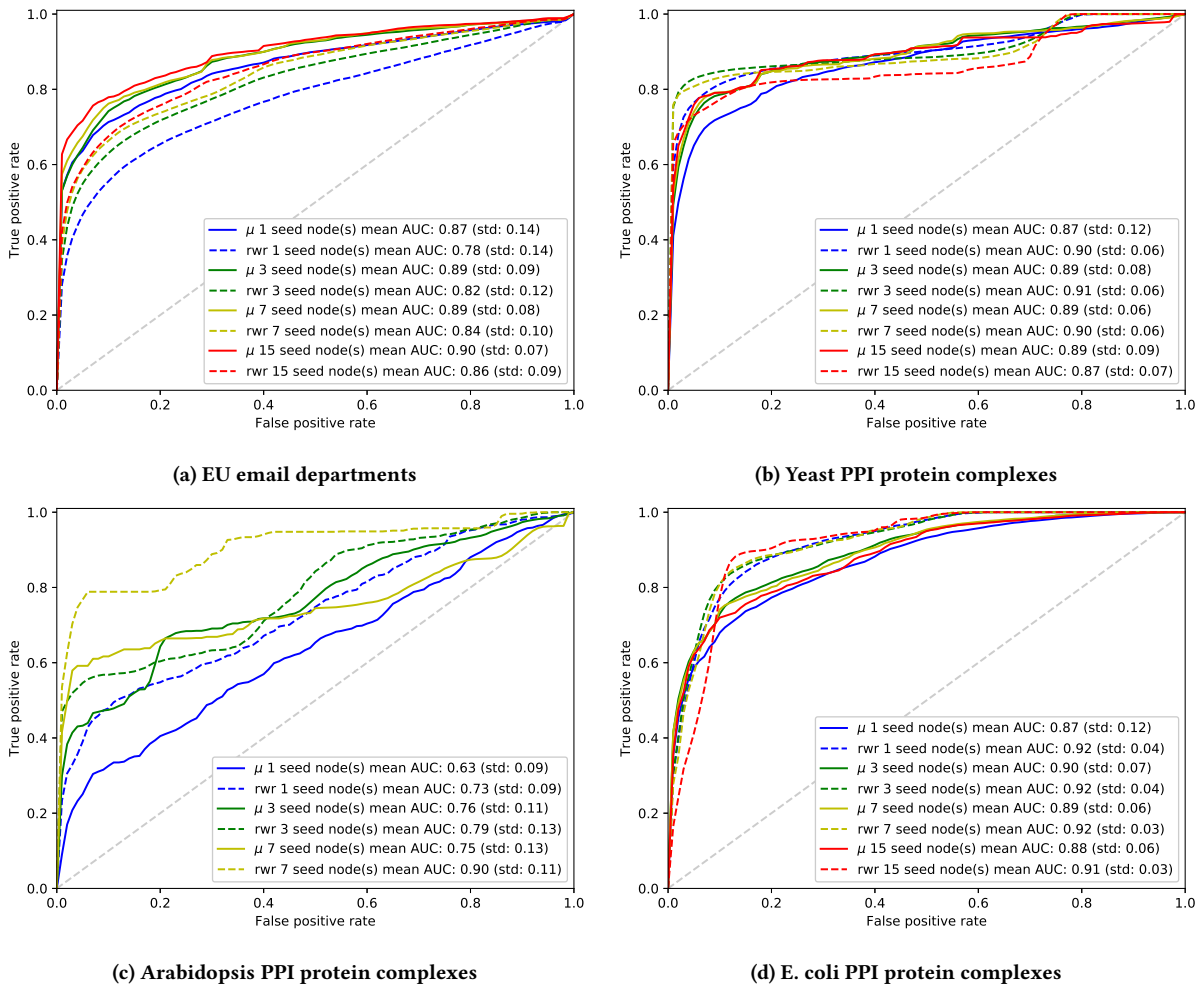 1.0
0.8
0.6
0.4
0.2
0.0
True positive rate
μ 1 seed node(s) mean AUC: 0.87 (std: 0.14)
rwr 1 seed node(s) mean AUC: 0.78 (std: 0.14)
μ 3 seed node(s) mean AUC: 0.89 (std: 0.09)
rwr 3 seed node(s) mean AUC: 0.82 (std: 0.12)
μ 7 seed node(s) mean AUC: 0.89 (std: 0.08)
rwr 7 seed node(s) mean AUC: 0.84 (std: 0.10)
μ 15 seed node(s) mean AUC: 0.90 (std: 0.07)
rwr 15 seed node(s) mean AUC: 0.86 (std: 0.09)
0.0 0.2 0.4 0.6 0.8 1.0
False positive rate
(a) EU email departments
1.0
0.8
0.6
0.4
0.2
0.0
True positive rate
μ 1 seed node(s) mean AUC: 0.87 (std: 0.12)
rwr 1 seed node(s) mean AUC: 0.90 (std: 0.06)
μ 3 seed node(s) mean AUC: 0.89 (std: 0.08)
rwr 3 seed node(s) mean AUC: 0.91 (std: 0.06)
μ 7 seed node(s) mean AUC: 0.89 (std: 0.06)
rwr 7 seed node(s) mean AUC: 0.90 (std: 0.06)
μ 15 seed node(s) mean AUC: 0.89 (std: 0.09)
rwr 15 seed node(s) mean AUC: 0.87 (std: 0.07)
0.0 0.2 0.4 0.6 0.8 1.0
False positive rate
(b) Yeast PPI protein complexes
1.0
0.8
0.6
0.4
0.2
0.0
True positive rate
μ 1 seed node(s) mean AUC: 0.63 (std: 0.09)
rwr 1 seed node(s) mean AUC: 0.73 (std: 0.09)
μ 3 seed node(s) mean AUC: 0.76 (std: 0.11)
rwr 3 seed node(s) mean AUC: 0.79 (std: 0.13)
μ 7 seed node(s) mean AUC: 0.75 (std: 0.13)
rwr 7 seed node(s) mean AUC: 0.90 (std: 0.11)
0.0 0.2 0.4 0.6 0.8 1.0
False positive rate
(c) Arabidopsis PPI protein complexes
1.0
0.8
0.6
0.4
0.2
0.0
True positive rate
μ 1 seed node(s) mean AUC: 0.87 (std: 0.12)
rwr 1 seed node(s) mean AUC: 0.92 (std: 0.04)
μ 3 seed node(s) mean AUC: 0.90 (std: 0.07)
rwr 3 seed node(s) mean AUC: 0.92 (std: 0.04)
μ 7 seed node(s) mean AUC: 0.89 (std: 0.06)
rwr 7 seed node(s) mean AUC: 0.92 (std: 0.03)
μ 15 seed node(s) mean AUC: 0.88 (std: 0.06)
rwr 15 seed node(s) mean AUC: 0.91 (std: 0.03)
0.0 0.2 0.4 0.6 0.8 1.0
False positive rate
(d) E. coli PPI protein complexes